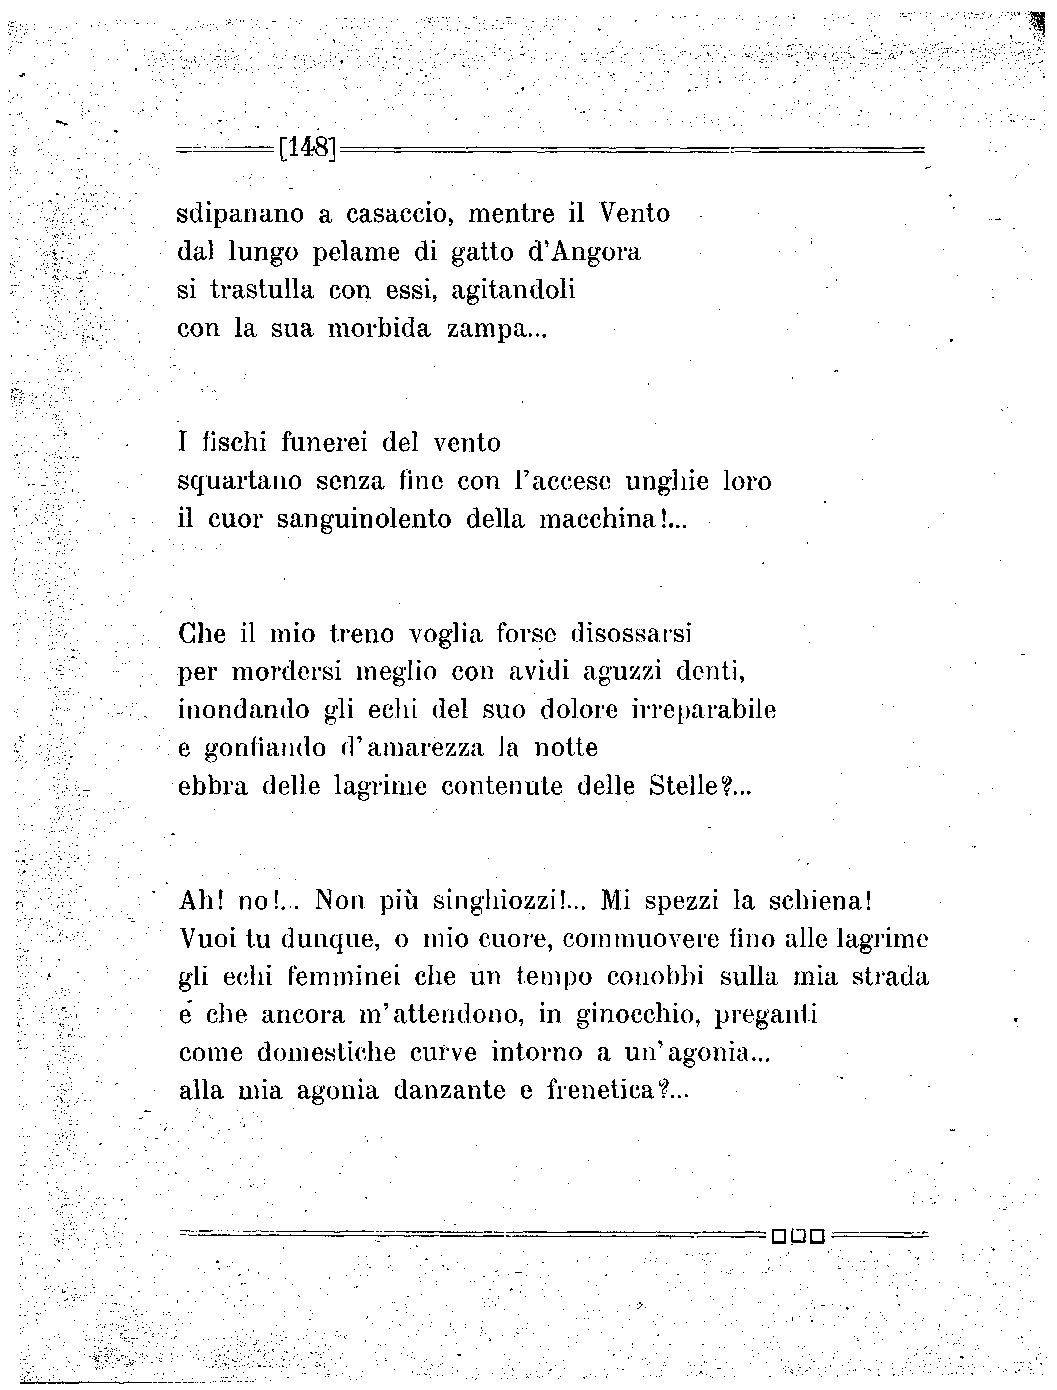 [148]
sdipanano a casaccio, mentre il Vento
dal lungo pelame di gatto d'Angora
si trastulla con essi, agitandoli
con la sua morbida zampa...
I fischi funerei del vento
squartano senza fine con l'accese unghie loro
il cuor sanguinolento della macchina!...
Che il mio treno voglia forse disossarsi
per mordersi meglio con avidi aguzzi denti,
inondando gli echi del suo dolore irreparabile
e gonfiando d'amarezza la notte
ebbra delle lagrime contenute delle Stelle?...
Ah! no!... Non più singhiozzi!... Mi spezzi la schiena!
Vuoi tu dunque, o mio cuore, commuovere fino alle lagrime
gli echi femminei che un tempo conobbi sulla mia strada
e che ancora m'attendono, in ginocchio, preganti
come domestiche curve intorno a un'agonia...
alla mia agonia danzante e frenetica?...